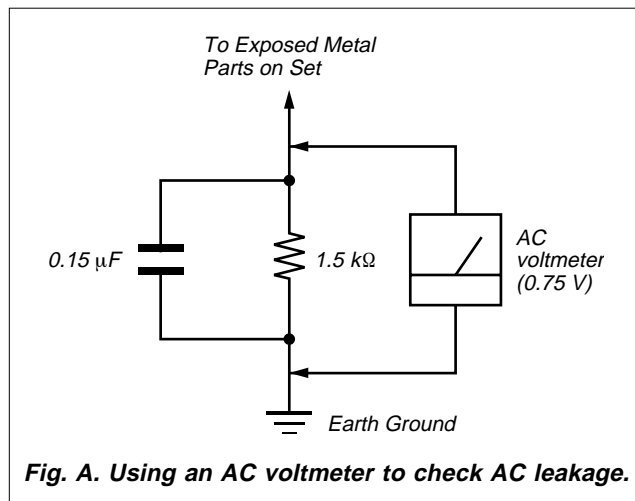 To Exposed Metal
Parts on Set
0.15 μF
1.5 kΩ
AC
voltmeter
(0.75 V)
Earth Ground
Fig. A. Using an AC voltmeter to check AC leakage.